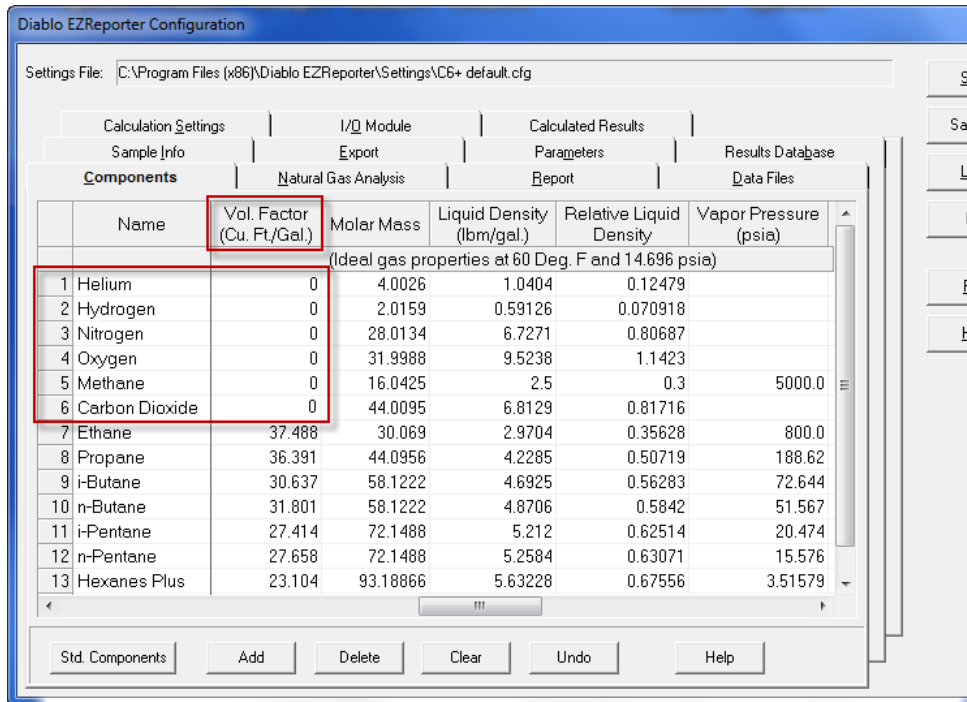 Diablo EZReporter Configuration
Settings File: C:\Program Files (x86)\Diablo EZReporter\Settings\C6+ default.cfg
Calculation Settings I/O Module Calculated Results
Sample Info Export Parameters Results Database
Components Natural Gas Analysis Report Data Files
Name Vol. Factor (Cu. Ft./Gal.) Molar Mass Liquid Density (lbm/gal.) Relative Liquid Density Vapor Pressure (psia)
(Ideal gas properties at 60 Deg. F and 14.696 psia)
1 Helium 0 4.0026 1.0404 0.12479
2 Hydrogen 0 2.0159 0.59126 0.070918
3 Nitrogen 0 28.0134 6.7271 0.80687
4 Oxygen 0 31.9988 9.5238 1.1423
5 Methane 0 16.0425 2.5 0.3 5000.0
6 Carbon Dioxide 0 44.0095 6.8129 0.81716
7 Ethane 37.488 30.069 2.9704 0.35628 800.0
8 Propane 36.391 44.0956 4.2285 0.50719 188.62
9 i-Butane 30.637 58.1222 4.6925 0.56283 72.644
10 n-Butane 31.801 58.1222 4.8706 0.5842 51.567
11 i-Pentane 27.414 72.1488 5.212 0.62514 20.474
12 n-Pentane 27.658 72.1488 5.2584 0.63071 15.576
13 Hexanes Plus 23.104 93.18866 5.63228 0.67556 3.51579
Std. Components Add Delete Clear Undo Help